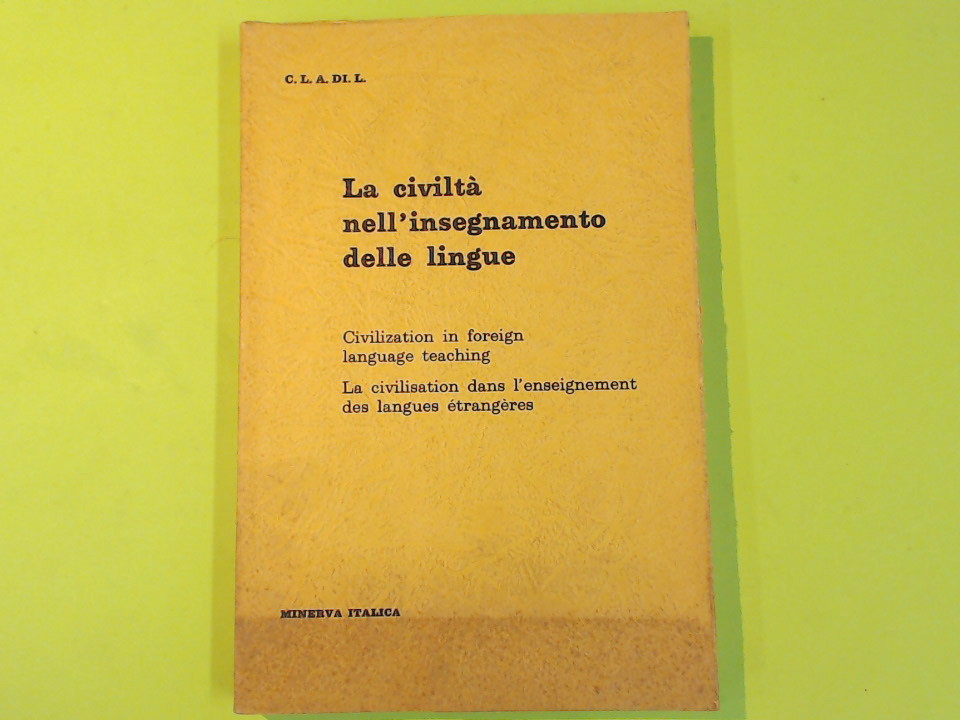 C. L. A. DI. L.
La civiltà
nell'insegnamento
delle lingue
Civilization in foreign
language teaching
La civilisation dans l'enseignement
des langues étrangères
MINERVA ITALICA